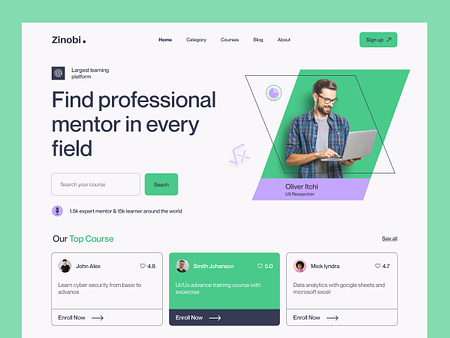 Zinobi.
Home Category Courses Blog About
Sign up
Largest learning
platform
Find professional
mentor in every
field
Search your course
Seach
1.5k expert mentor & 15k learner around the world
Oliver Itchi
UX Researcher
Our Top Course
See all
John Alex 4.8
Learn cyber security from basic to
advance
Enroll Now
Smith Johanson 5.0
Ui/Ux advance training course with
excercise
Enroll Now
Mick lyndra 4.7
Data analytics with google sheets and
microsoft excel
Enroll Now